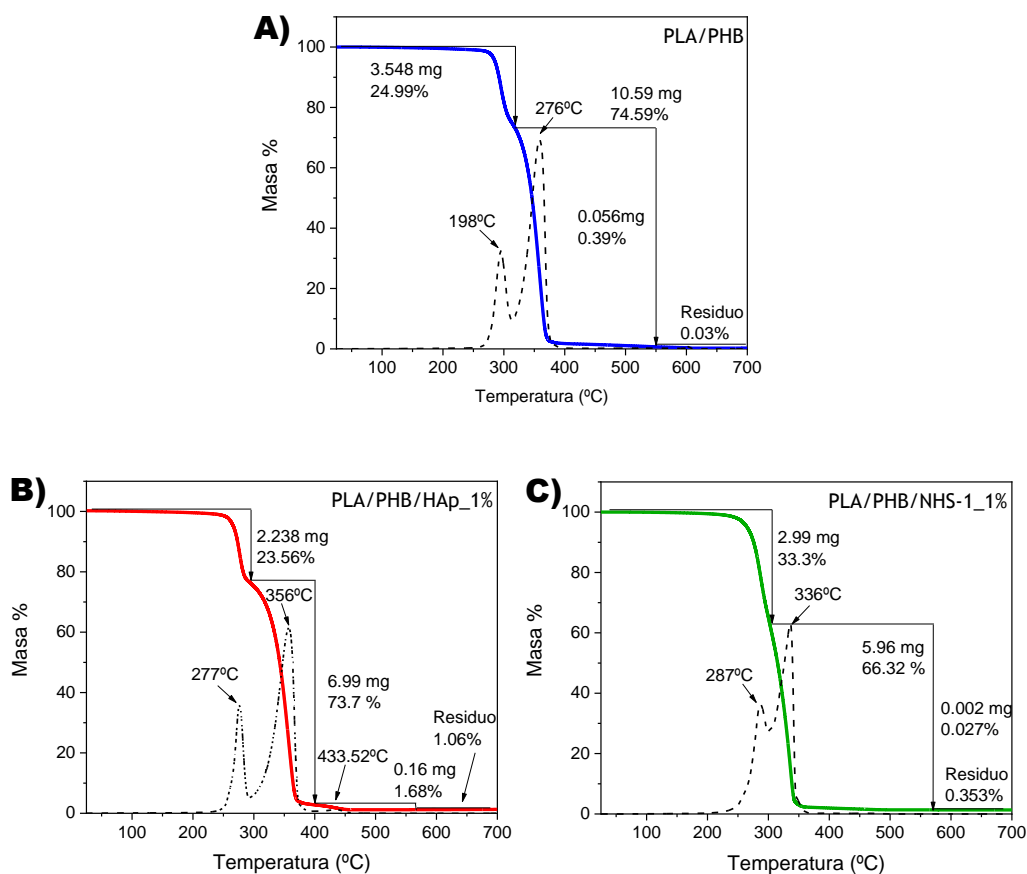 A)
PLA/PHB
100
80
60
40
20
0
Masa %
3.548 mg
24.99%
276ºC
10.59 mg
74.59%
198ºC
0.056mg
0.39%
Residuo
0.03%
100 200 300 400 500 600 700
Temperatura (ºC)
B)
PLA/PHB/HAp_1%
100
80
60
40
20
0
Masa %
2.238 mg
23.56%
356ºC
277ºC
6.99 mg
73.7 %
Residuo
1.06%
433.52ºC
0.16 mg
1.68%
100 200 300 400 500 600 700
Temperatura (ºC)
C)
PLA/PHB/NHS-1_1%
100
80
60
40
20
0
Masa %
2.99 mg
33.3%
336ºC
5.96 mg
66.32 %
287ºC
0.002 mg
0.027%
Residuo
0.353%
100 200 300 400 500 600 700
Temperatura (ºC)